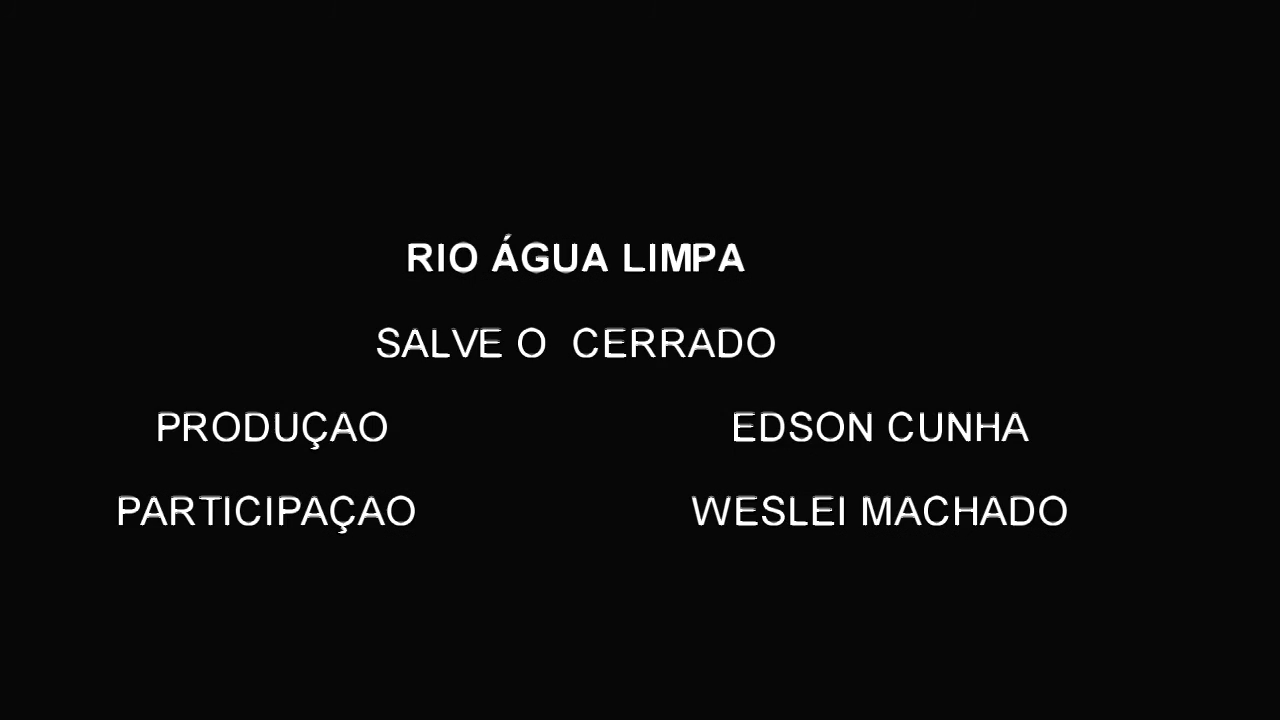 RIO ÁGUA LIMPA
SALVE O CERRADO
PRODUÇAO EDSON CUNHA
PARTICIPAÇAO WESLEI MACHADO